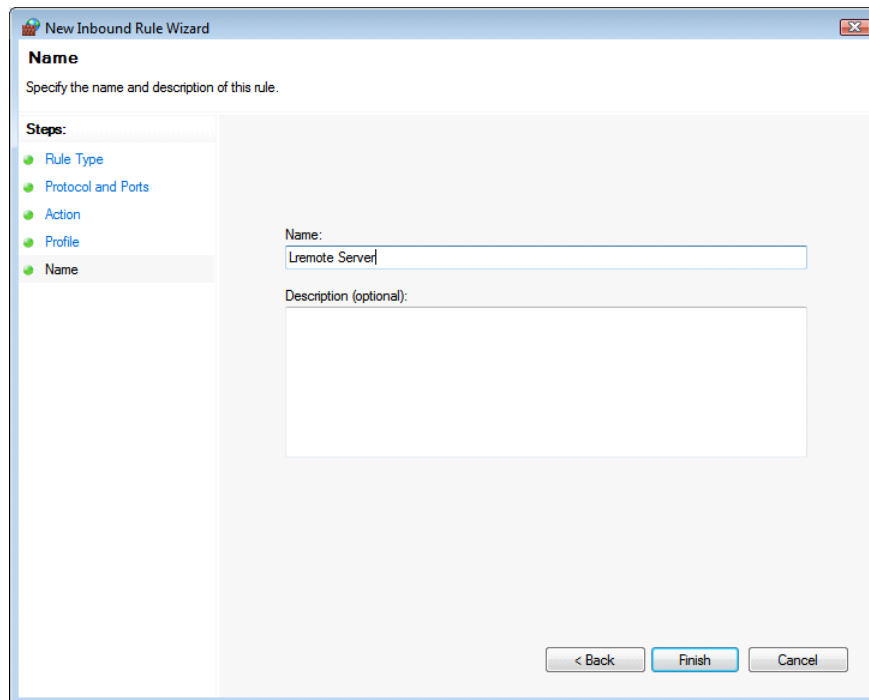 New Inbound Rule Wizard
Name
Specify the name and description of this rule.
Steps:
Rule Type
Protocol and Ports
Action
Profile
Name
Name:
Lremote Server
Description (optional):
< Back
Finish
Cancel